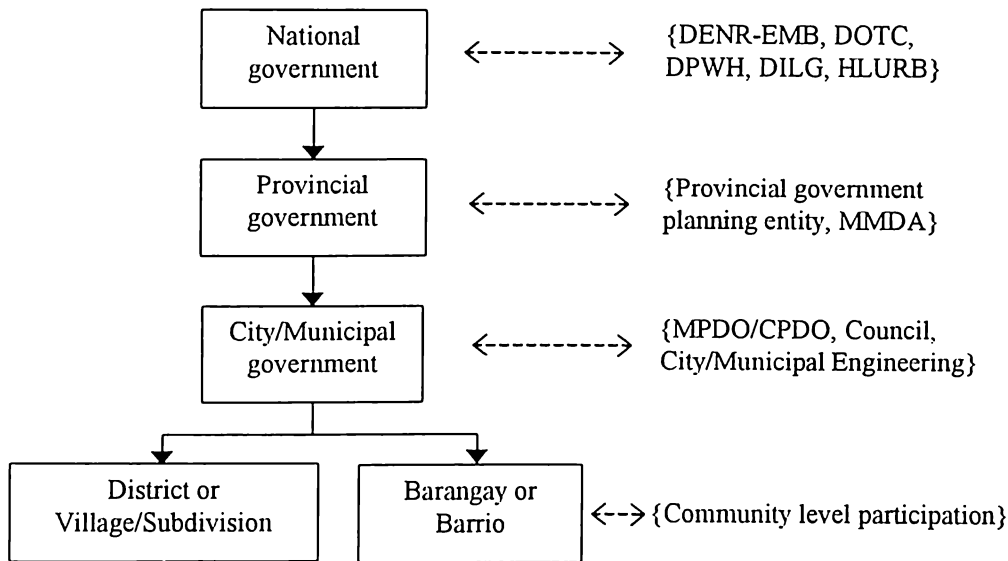 National
government
{DENR-EMB, DOTC,
DPWH, DILG, HLURB}
Provincial
government
{Provincial government
planning entity, MMDA}
City/Municipal
government
{MPDO/CPDO, Council,
City/Municipal Engineering}
District or
Village/Subdivision
Barangay or
Barrio
{Community level participation}